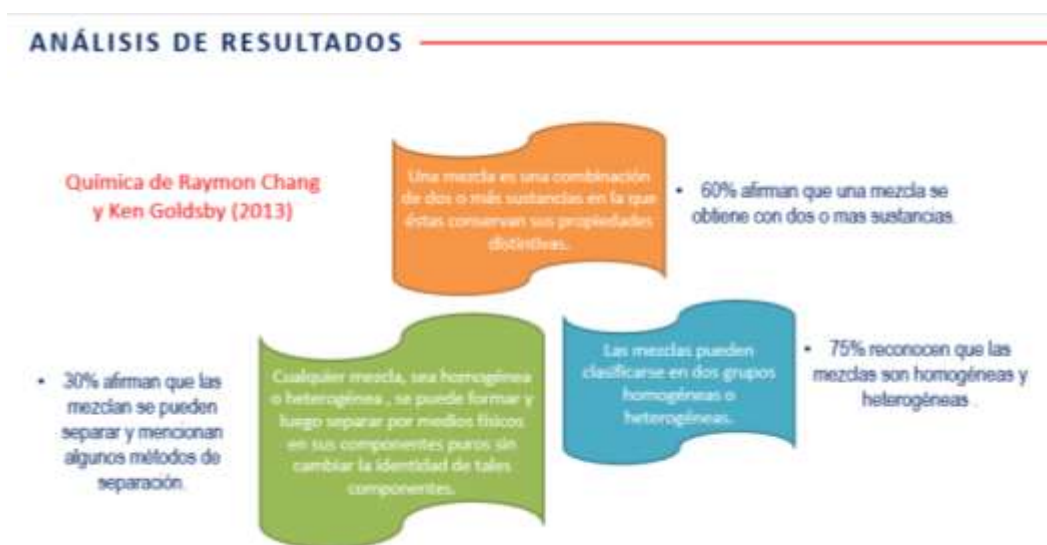 ANÁLISIS DE RESULTADOS
Química de Raymon Chang
y Ken Goldsby (2013)
Una mezcla es una combinación
de dos o más sustancias en la que
éstas conservan sus propiedades
distintivas.
• 60% afirman que una mezcla se
obtiene con dos o mas sustancias.
• 30% afirman que las
mezclan se pueden
separar y mencionan
algunos métodos de
separación.
Cualquier mezcla, sea homogénea
o heterogénea , se puede formar y
luego separar por medios físicos
en sus componentes puros sin
cambiar la identidad de tales
componentes.
Las mezclas pueden
clasificarse en dos grupos
homogéneas o
heterogéneas.
• 75% reconocen que las
mezclas son homogéneas y
heterogéneas .